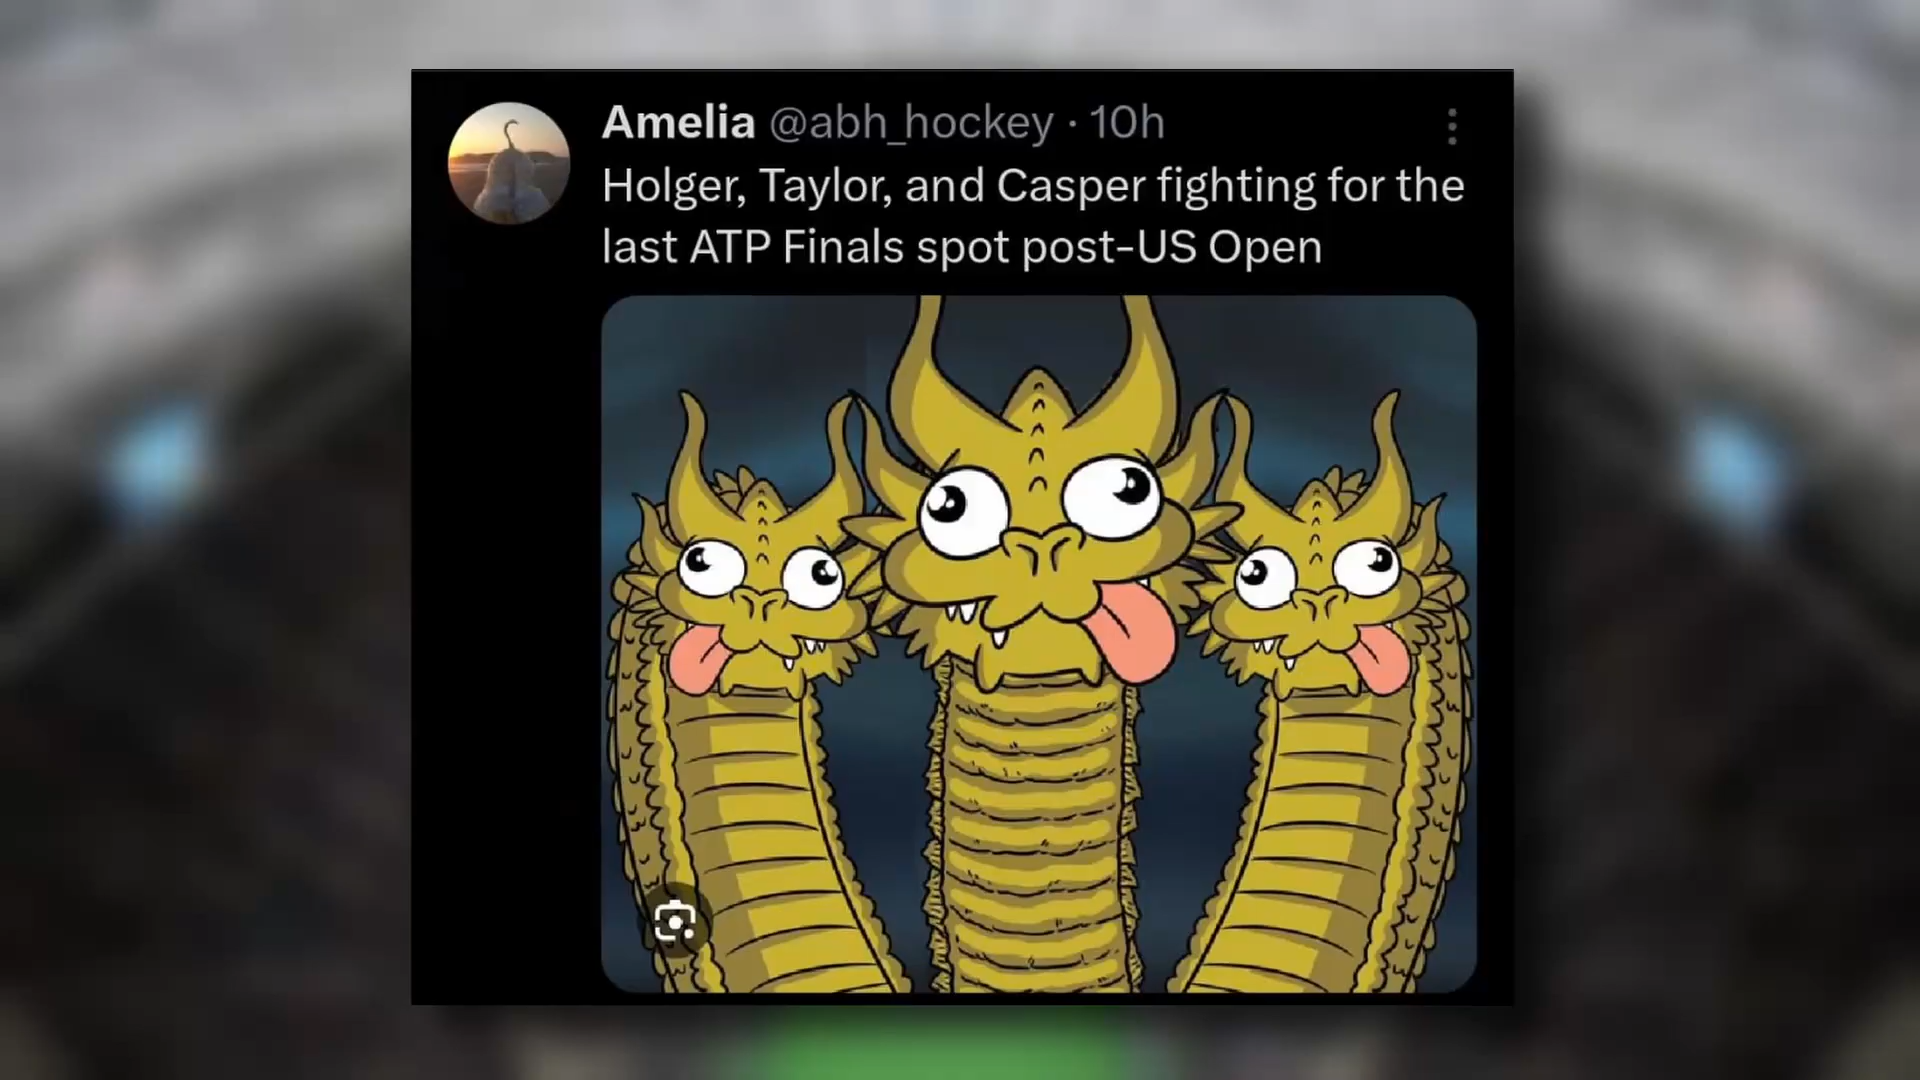 Amelia @abh_hockey · 10h
Holger, Taylor, and Casper fighting for the
last ATP Finals spot post-US Open